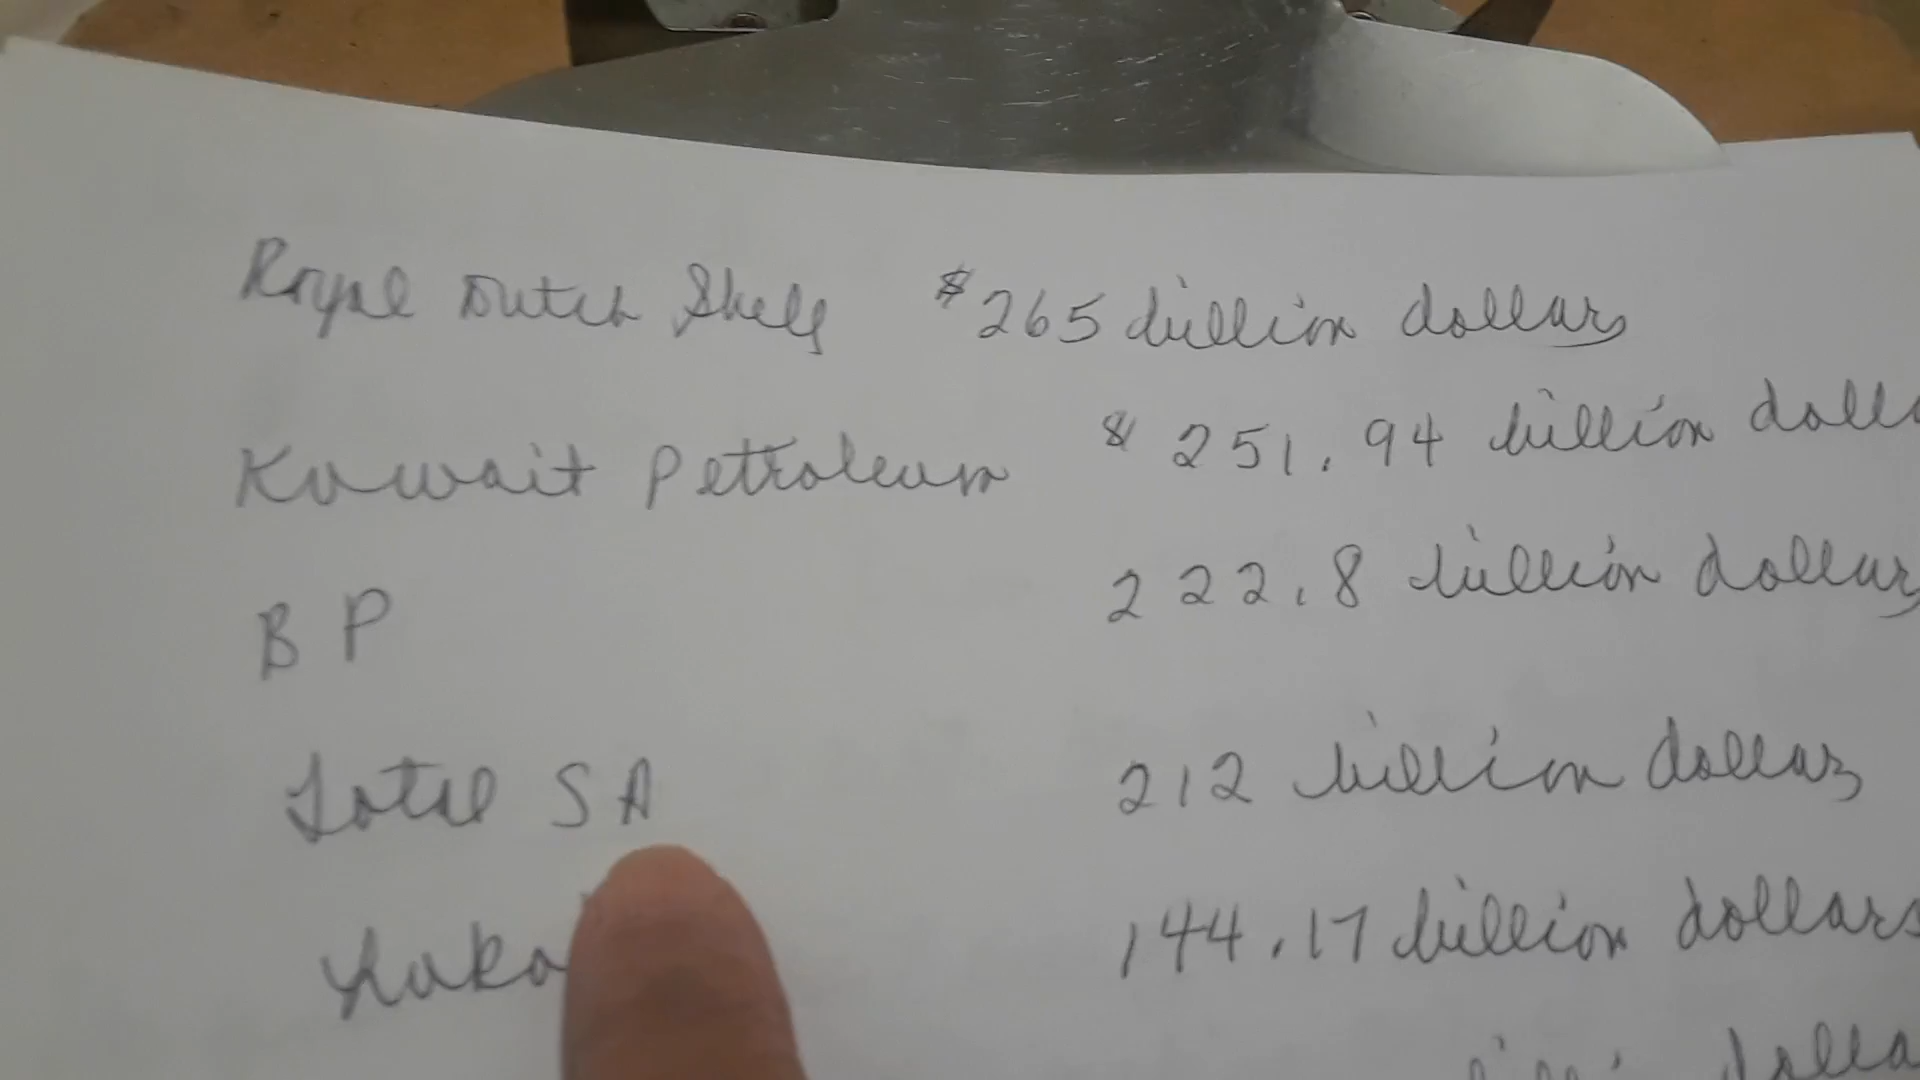 Royal Dutch Shell $265 billion dollars
Kuwait Petroleum $251.94 billion
BP 222.8 billion dollars
Total SA 212 billion dollars
144.17 billion dollars